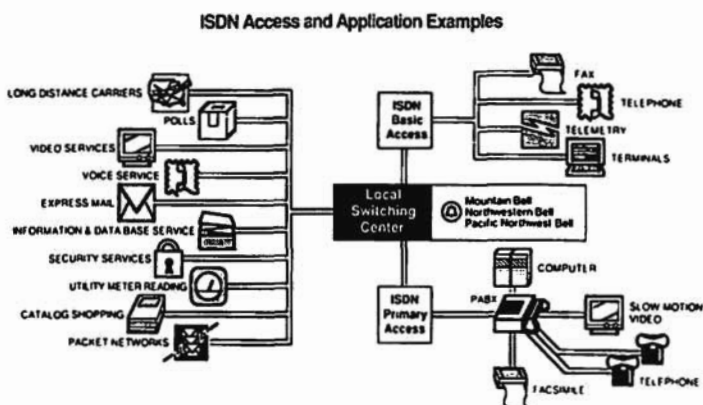 ISDN Access and Application Examples
LONG DISTANCE CARRIERS
POLLS
VIDEO SERVICES
VOICE SERVICE
EXPRESS MAIL
INFORMATION & DATA BASE SERVICE
SECURITY SERVICES
UTILITY METER READING
CATALOG SHOPPING
PACKET NETWORKS
ISDN
Basic
Access
FAX
TELEPHONE
TELEMETRY
TERMINALS
Local
Switching
Center
Mountain Bell
Northwestern Bell
Pacific Northwest Bell
ISDN
Primary
Access
COMPUTER
PABX
SLOW MOTION
VIDEO
TELEPHONE
FACSIMILE